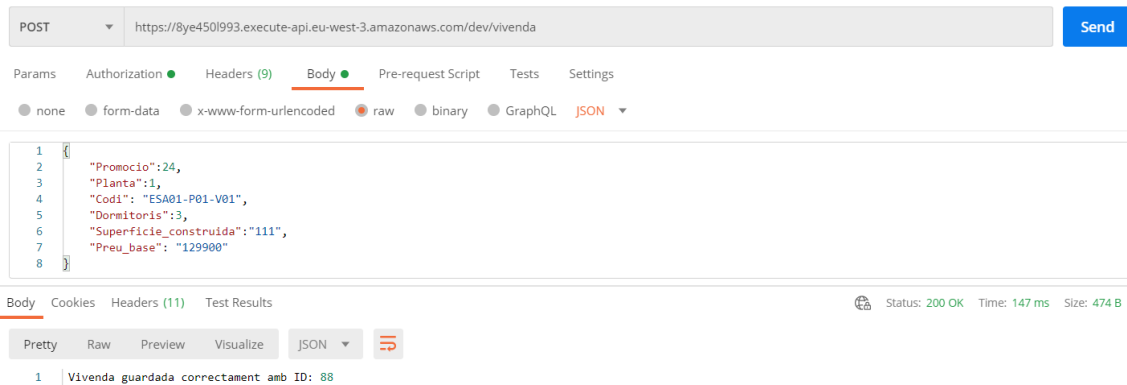 POST https://8ye450l993.execute-api.eu-west-3.amazonaws.com/dev/vivenda Send
Params Authorization Headers (9) Body Pre-request Script Tests Settings
none form-data x-www-form-urlencoded raw binary GraphQL JSON
1 {
2 "Promocio":24,
3 "Planta":1,
4 "Codi": "ESA01-P01-V01",
5 "Dormitoris":3,
6 "Superficie_construida":"111",
7 "Preu_base": "129900"
8 }
Body Cookies Headers (11) Test Results Status: 200 OK Time: 147 ms Size: 474 B
Pretty Raw Preview Visualize JSON
1 Vivenda guardada correctament amb ID: 88